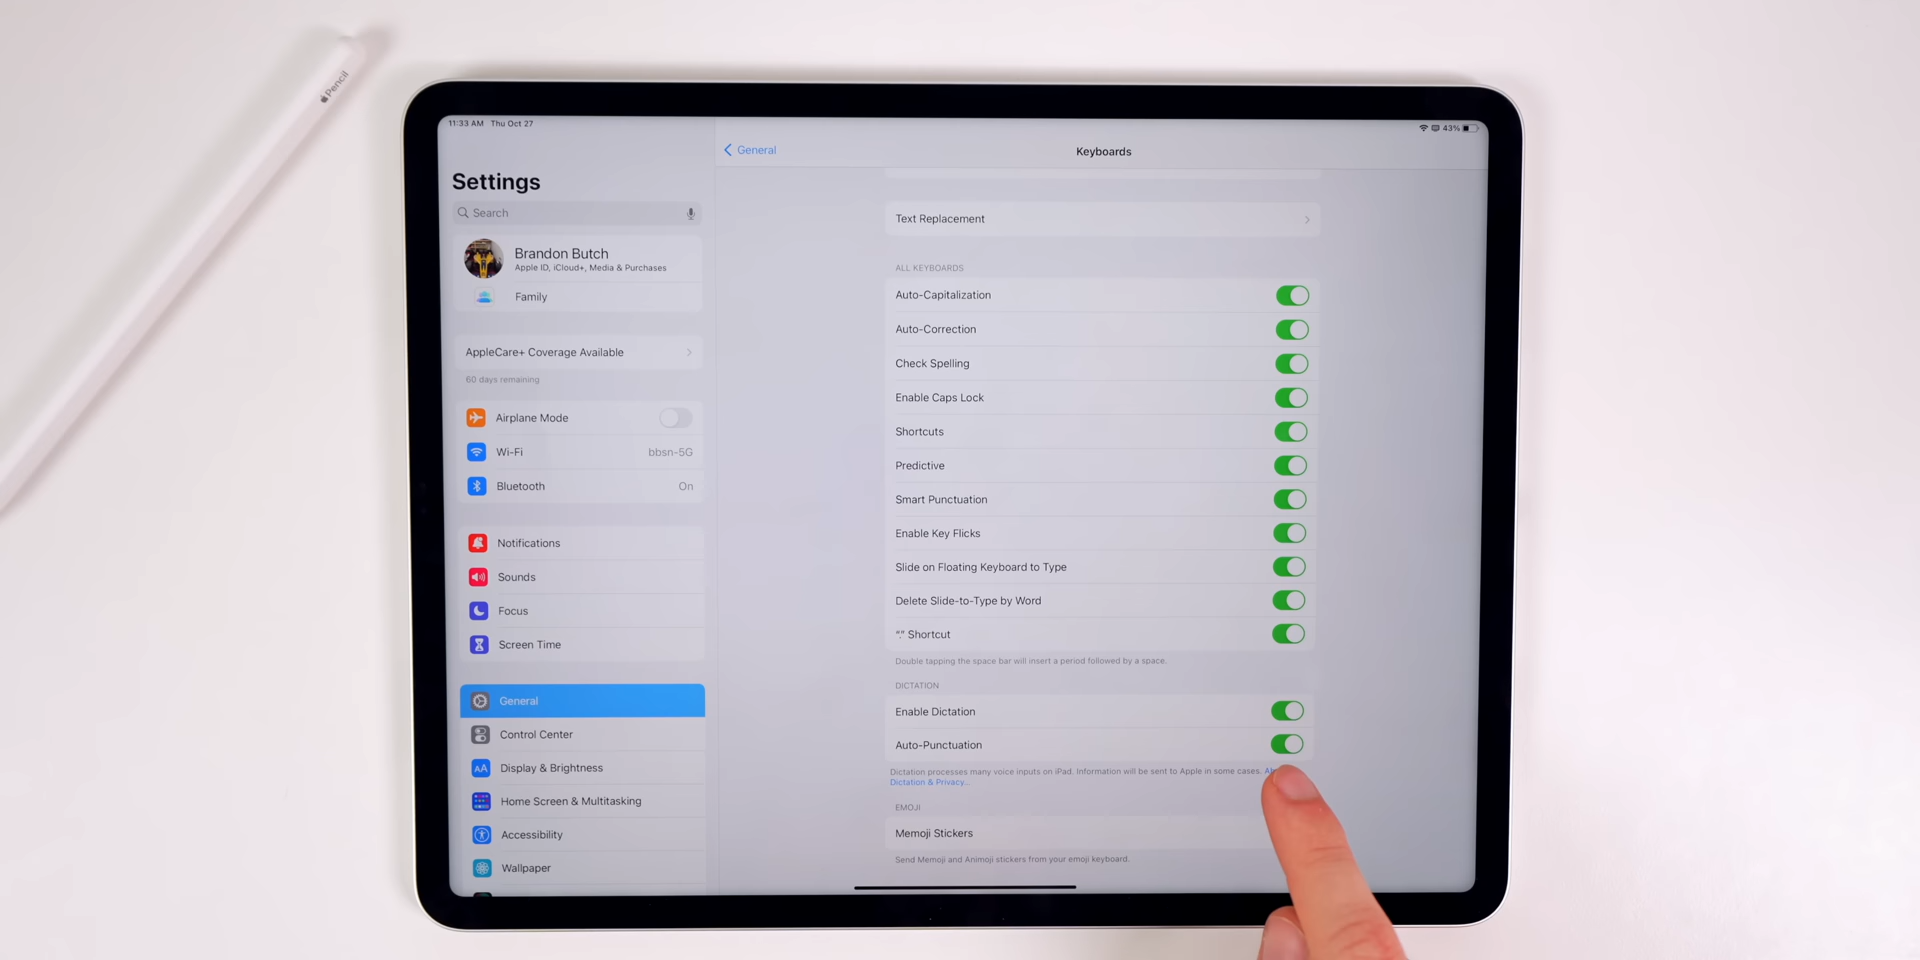 Pencil
11:33 AM Thu Oct 27
43%
Settings
Search
Brandon Butch
Apple ID, iCloud+, Media & Purchases
Family
AppleCare+ Coverage Available
60 days remaining
Airplane Mode
Wi-Fi bbsn-5G
Bluetooth On
Notifications
Sounds
Focus
Screen Time
General
Control Center
AA Display & Brightness
Home Screen & Multitasking
Accessibility
Wallpaper
General
Keyboards
Text Replacement
ALL KEYBOARDS
Auto-Capitalization
Auto-Correction
Check Spelling
Enable Caps Lock
Shortcuts
Predictive
Smart Punctuation
Enable Key Flicks
Slide on Floating Keyboard to Type
Delete Slide-to-Type by Word
“.” Shortcut
Double tapping the space bar will insert a period followed by a space.
DICTATION
Enable Dictation
Auto-Punctuation
Dictation processes many voice inputs on iPad. Information will be sent to Apple in some cases.
Dictation & Privacy...
EMOJI
Memoji Stickers
Send Memoji and Animoji stickers from your emoji keyboard.